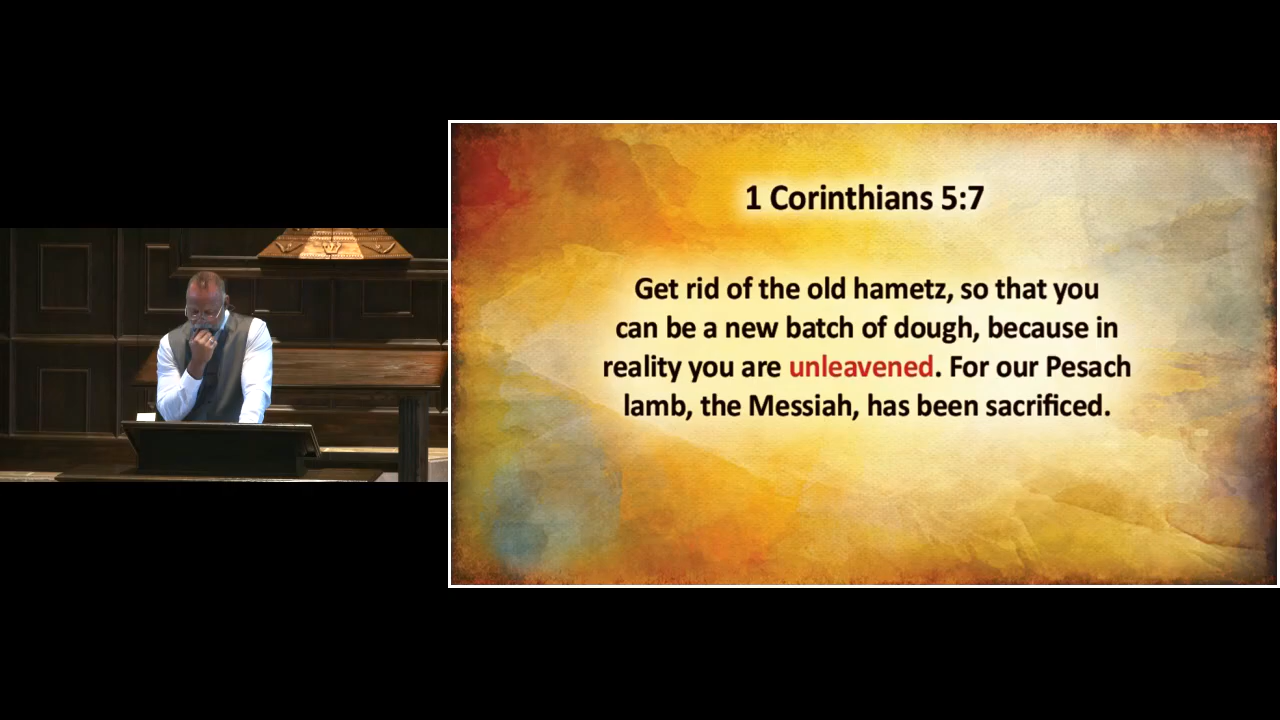 1 Corinthians 5:7
Get rid of the old hametz, so that you
can be a new batch of dough, because in
reality you are unleavened. For our Pesach
lamb, the Messiah, has been sacrificed.